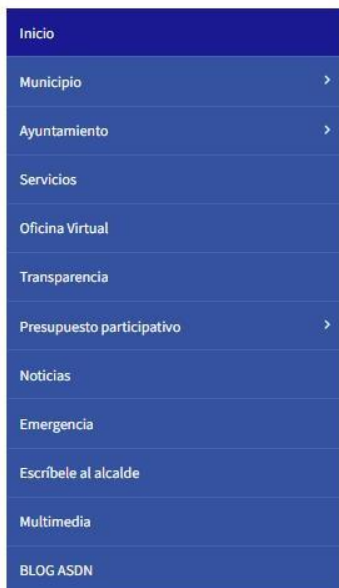 Inicio
Municipio
Ayuntamiento
Servicios
Oficina Virtual
Transparencia
Presupuesto participativo
Noticias
Emergencia
Escríbele al alcalde
Multimedia
BLOG ASDN